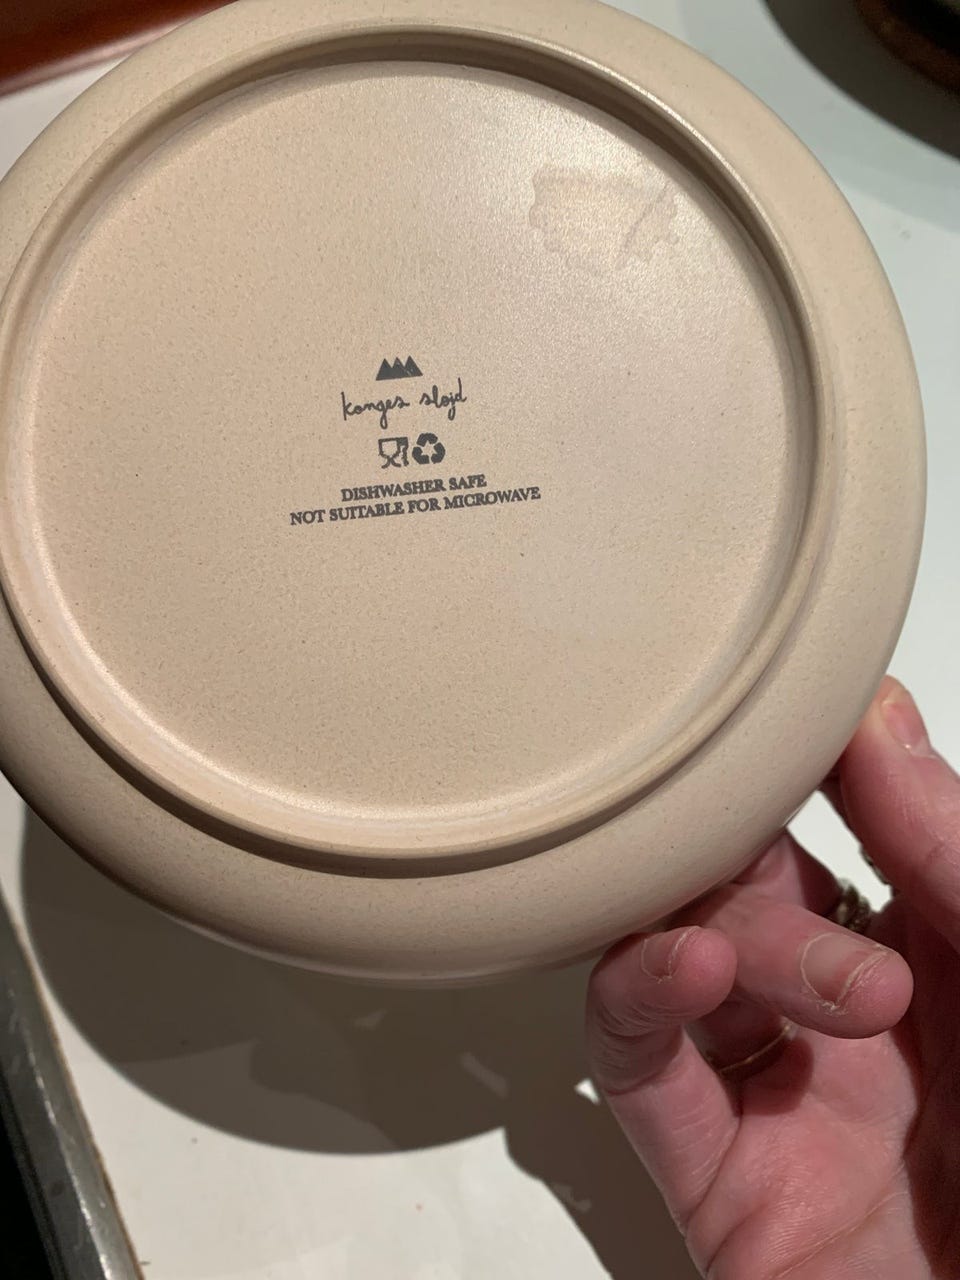 konges sløjd
DISHWASHER SAFE
NOT SUITABLE FOR MICROWAVE